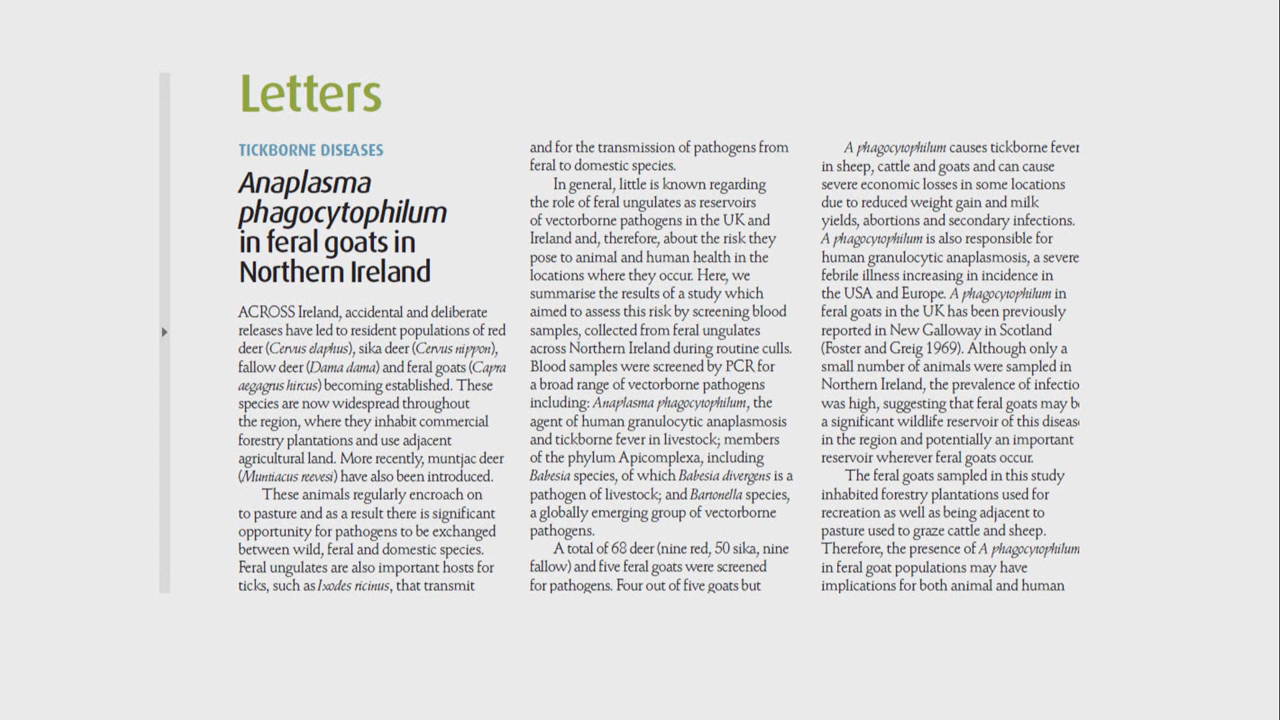 Letters
TICKBORNE DISEASES
Anaplasma
phagocytophilum
in feral goats in
Northern Ireland
ACROSS Ireland, accidental and deliberate
releases have led to resident populations of red
deer (Cervus elaphus), sika deer (Cervus nippon),
fallow deer (Dama dama) and feral goats (Capra
aegagrus hircus) becoming established. These
species are now widespread throughout
the region, where they inhabit commercial
forestry plantations and use adjacent
agricultural land. More recently, muntjac deer
(Muntiacus reevesi) have also been introduced.
These animals regularly encroach on
to pasture and as a result there is significant
opportunity for pathogens to be exchanged
between wild, feral and domestic species.
Feral ungulates are also important hosts for
ticks, such as Ixodes ricinus, that transmit
and for the transmission of pathogens from
feral to domestic species.
In general, little is known regarding
the role of feral ungulates as reservoirs
of vectorborne pathogens in the UK and
Ireland and, therefore, about the risk they
pose to animal and human health in the
locations where they occur. Here, we
summarise the results of a study which
aimed to assess this risk by screening blood
samples, collected from feral ungulates
across Northern Ireland during routine culls.
Blood samples were screened by PCR for
a broad range of vectorborne pathogens
including: Anaplasma phagocytophilum, the
agent of human granulocytic anaplasmosis
and tickborne fever in livestock; members
of the phylum Apicomplexa, including
Babesia species, of which Babesia divergens is a
pathogen of livestock; and Bartonella species,
a globally emerging group of vectorborne
pathogens.
A total of 68 deer (nine red, 50 sika, nine
fallow) and five feral goats were screened
for pathogens. Four out of five goats but
A phagocytophilum causes tickborne fever
in sheep, cattle and goats and can cause
severe economic losses in some locations
due to reduced weight gain and milk
yields, abortions and secondary infections.
A phagocytophilum is also responsible for
human granulocytic anaplasmosis, a severe
febrile illness increasing in incidence in
the USA and Europe. A phagocytophilum in
feral goats in the UK has been previously
reported in New Galloway in Scotland
(Foster and Greig 1969). Although only a
small number of animals were sampled in
Northern Ireland, the prevalence of infectio
was high, suggesting that feral goats may be
a significant wildlife reservoir of this disease
in the region and potentially an important
reservoir wherever feral goats occur.
The feral goats sampled in this study
inhabited forestry plantations used for
recreation as well as being adjacent to
pasture used to graze cattle and sheep.
Therefore, the presence of A phagocytophilum
in feral goat populations may have
implications for both animal and human